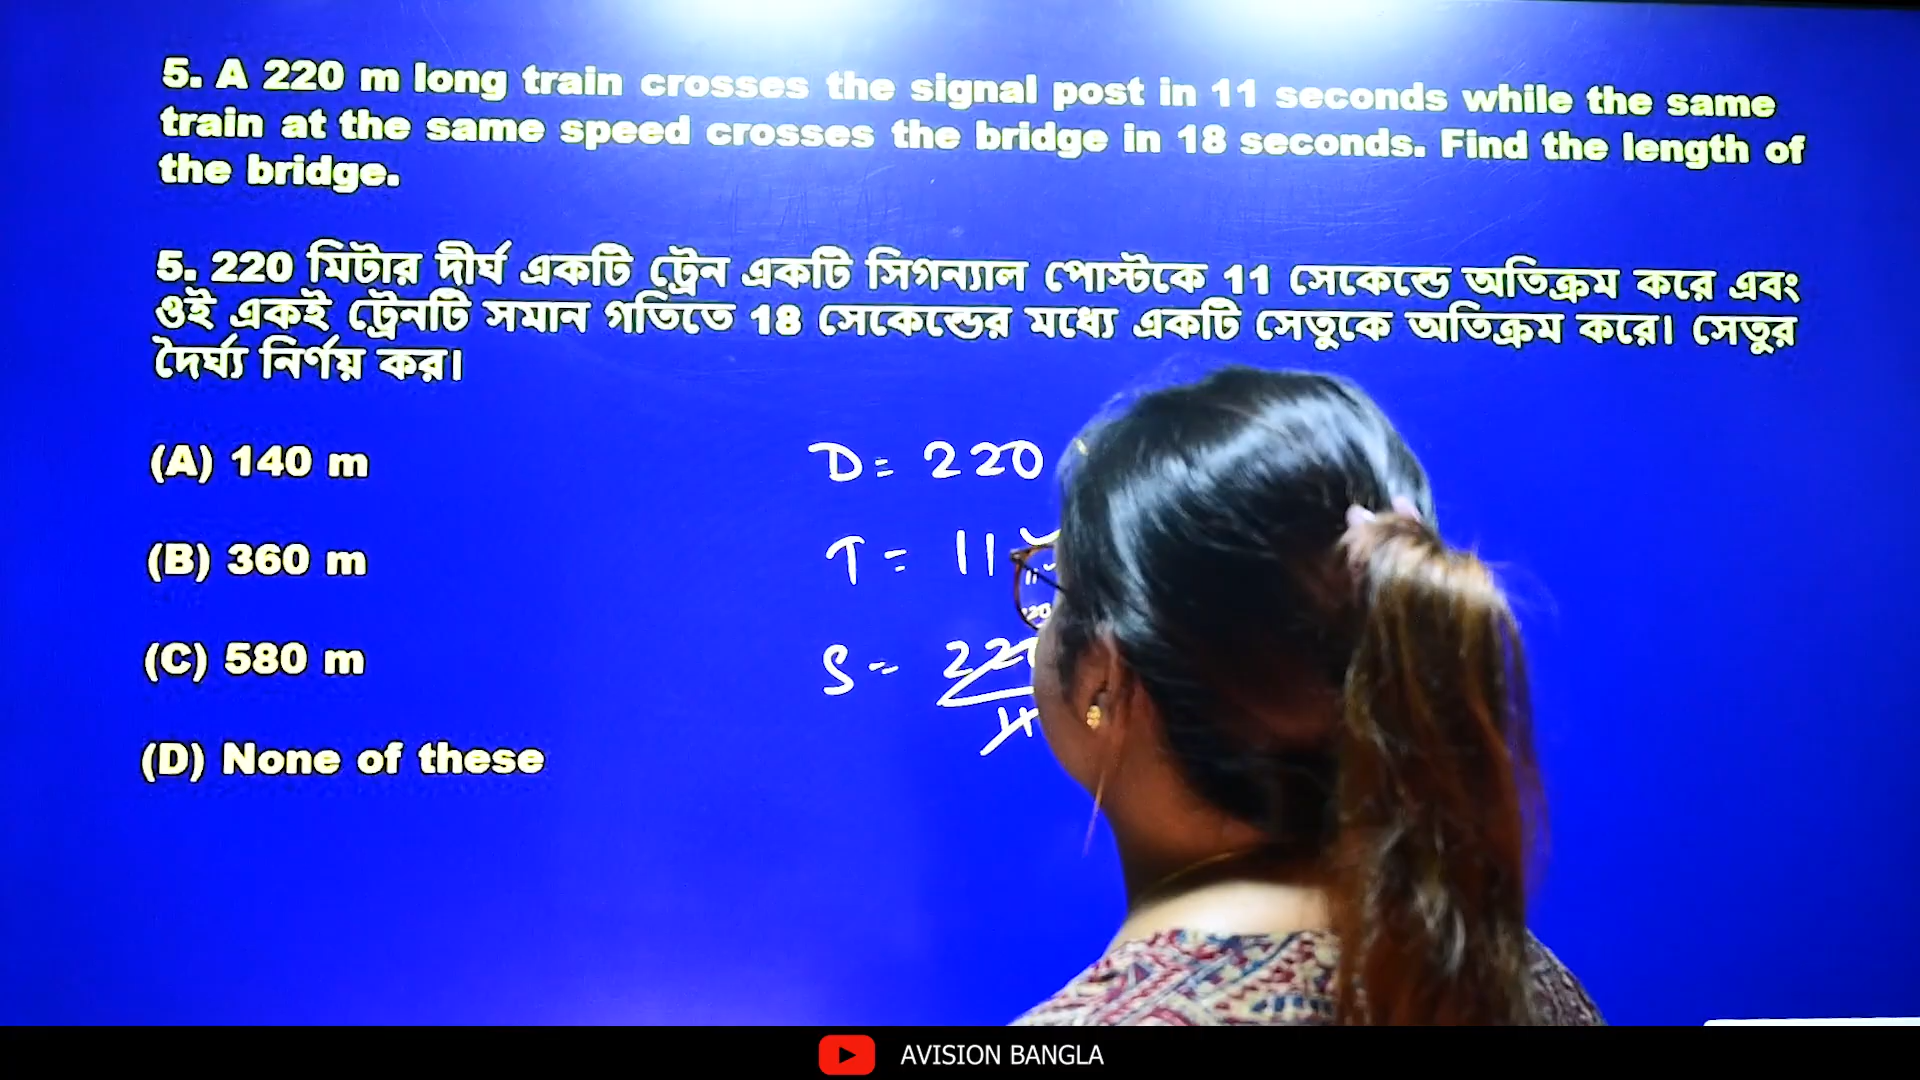 5. A 220 m long train crosses the signal post in 11 seconds while the same
train at the same speed crosses the bridge in 18 seconds. Find the length of
the bridge.
5. 220 মিটার দীর্ঘ একটি ট্রেন একটি সিগন্যাল পোস্টকে 11 সেকেন্ডে অতিক্রম করে এবং
ওই একই ট্রেনটি সমান গতিতে 18 সেকেন্ডের মধ্যে একটি সেতুকে অতিক্রম করে। সেতুর
দৈর্ঘ্য নির্ণয় কর।
(A) 140 m
(B) 360 m
(C) 580 m
(D) None of these
D = 220
T = 11
S = 220
11
AVISION BANGLA